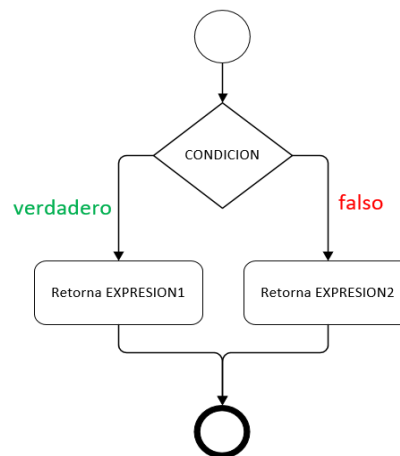 CONDICION
verdadero
falso
Retorna EXPRESION1
Retorna EXPRESION2